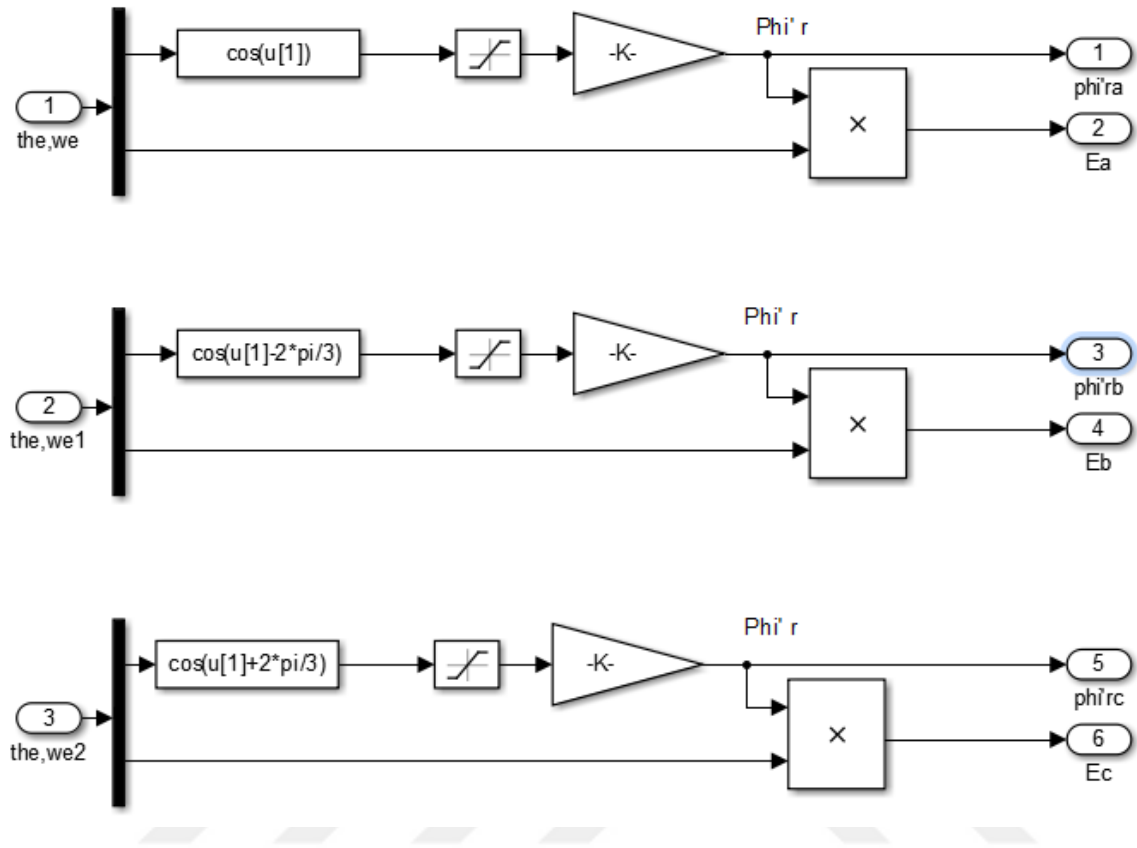 Phi' r
cos(u[1])
-K-
1
phi'ra
1
the,we
×
2
Ea
Phi' r
cos(u[1]-2*pi/3)
-K-
3
phi'rb
2
the,we1
×
4
Eb
Phi' r
cos(u[1]+2*pi/3)
-K-
5
phi'rc
3
the,we2
×
6
Ec